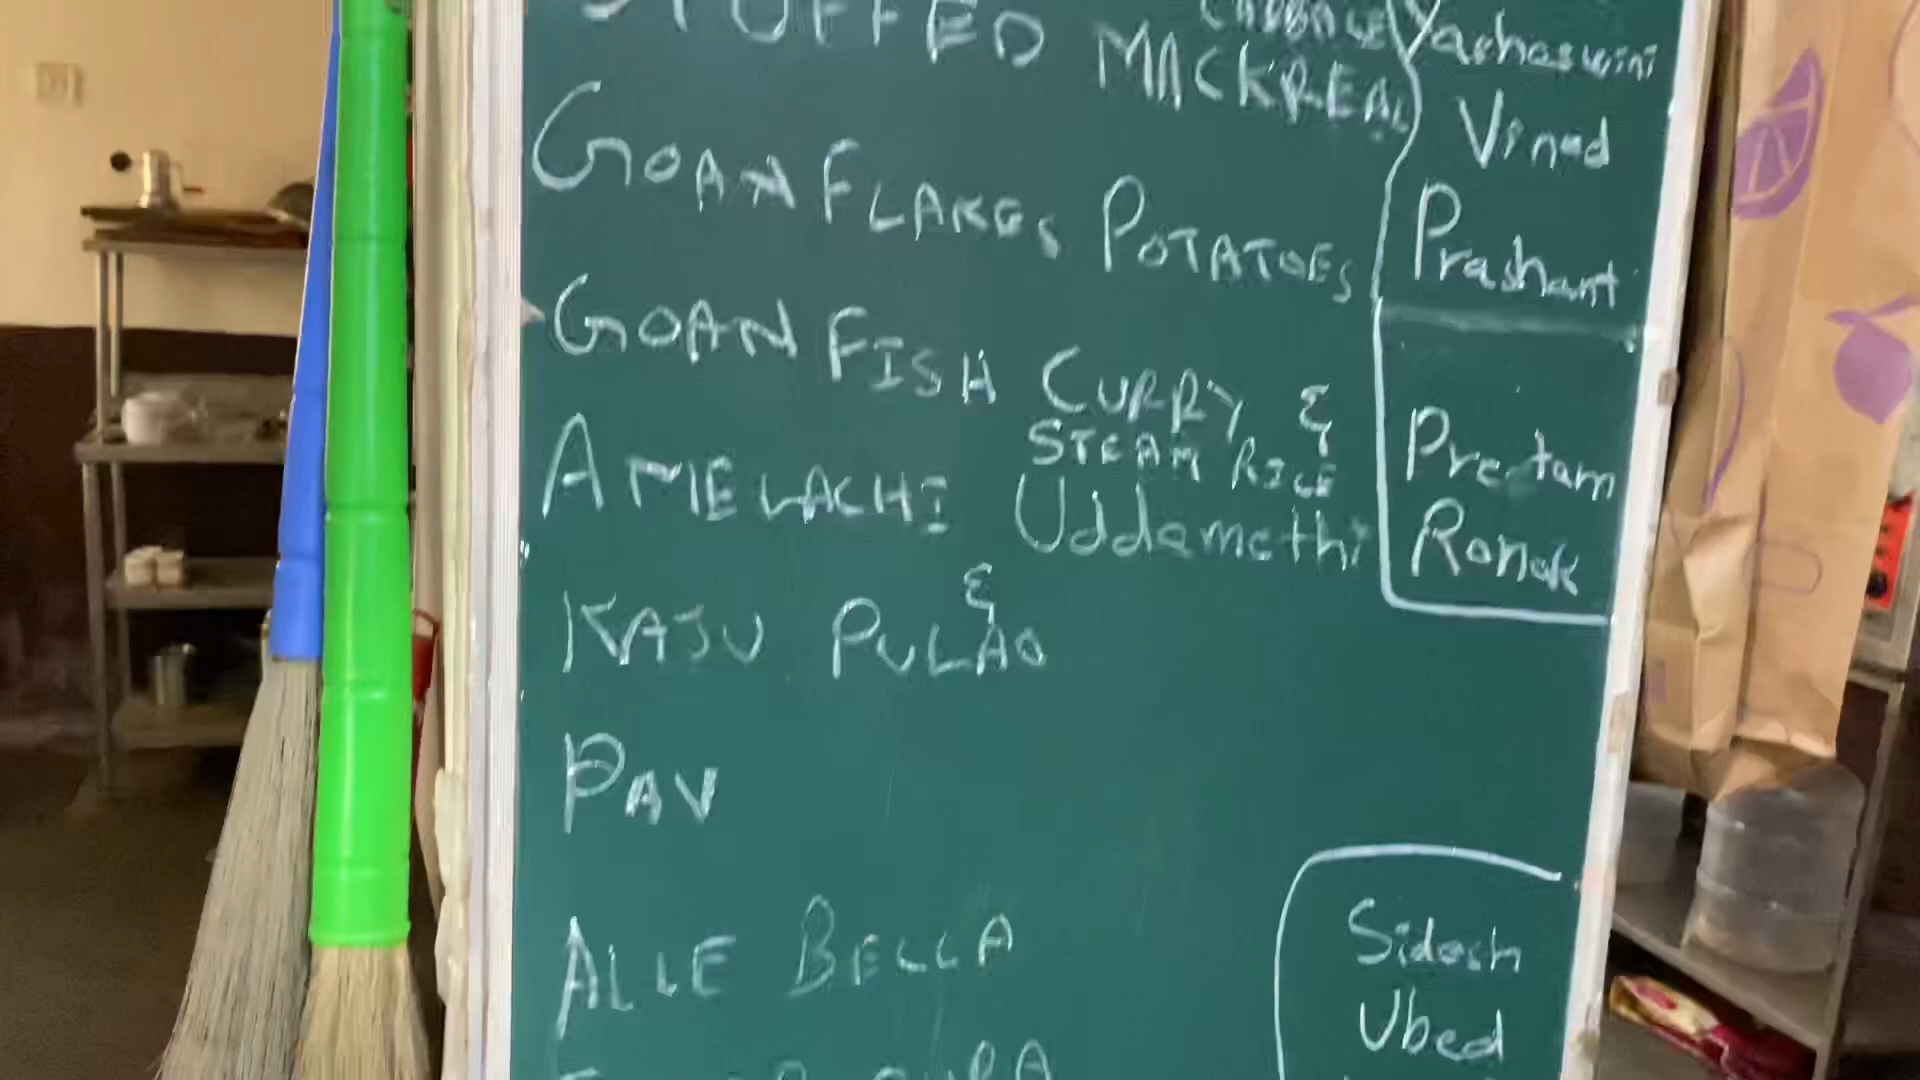 STUFFED MACKREAL
CABBAGE
Yashaswini
Vinod
GOAN FLAKES POTATOES
Prashant
GOAN FISH CURRY &
STEAM RICE
Preetam
AMELACHI Uddamethi
Ronak
&
KAJU PULAO
PAV
ALLE BELLA
Sidesh
Ubed